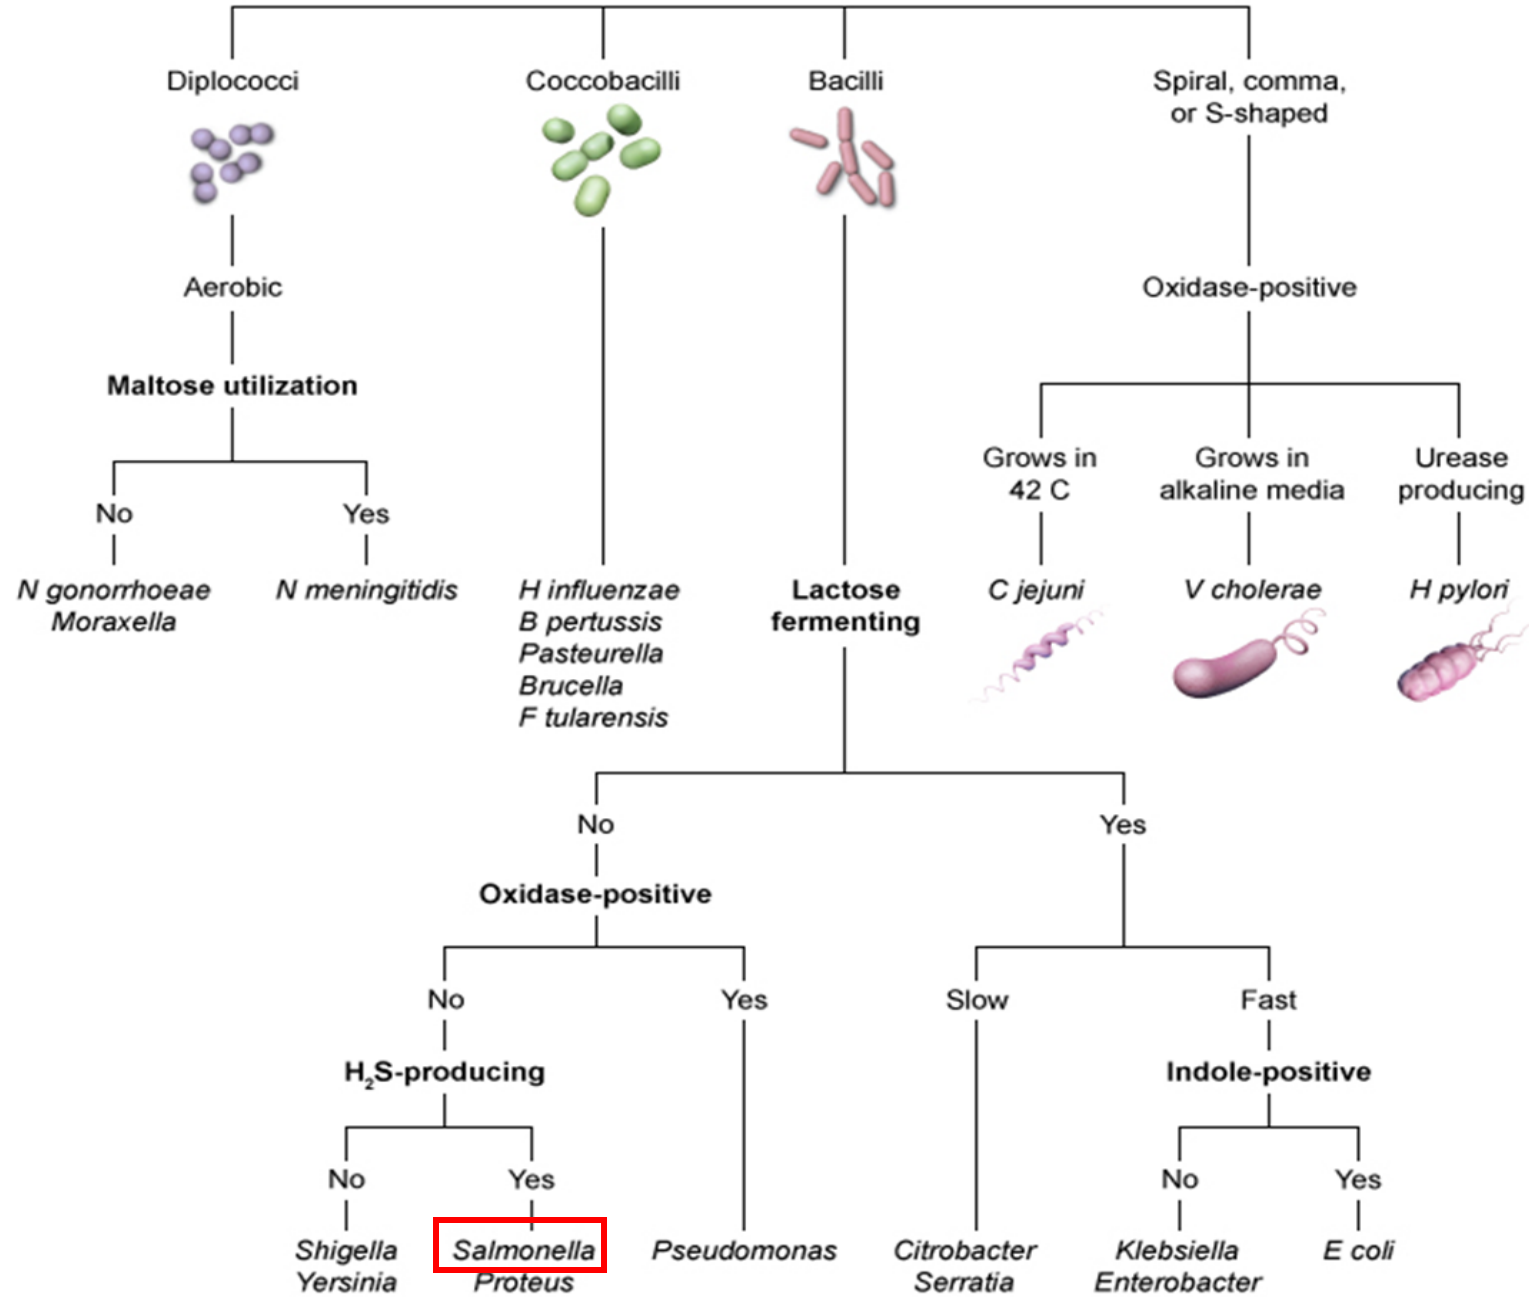 Diplococci
Coccobacilli
Bacilli
Spiral, comma,
or S-shaped
Aerobic
Oxidase-positive
Maltose utilization
Grows in
42 C
Grows in
alkaline media
Urease
producing
No
Yes
N gonorrhoeae
Moraxella
N meningitidis
H influenzae
B pertussis
Pasteurella
Brucella
F tularensis
Lactose
fermenting
C jejuni
V cholerae
H pylori
No
Yes
Oxidase-positive
No
Yes
Slow
Fast
H₂S-producing
Indole-positive
No
Yes
No
Yes
Shigella
Yersinia
Salmonella
Proteus
Pseudomonas
Citrobacter
Serratia
Klebsiella
Enterobacter
E coli